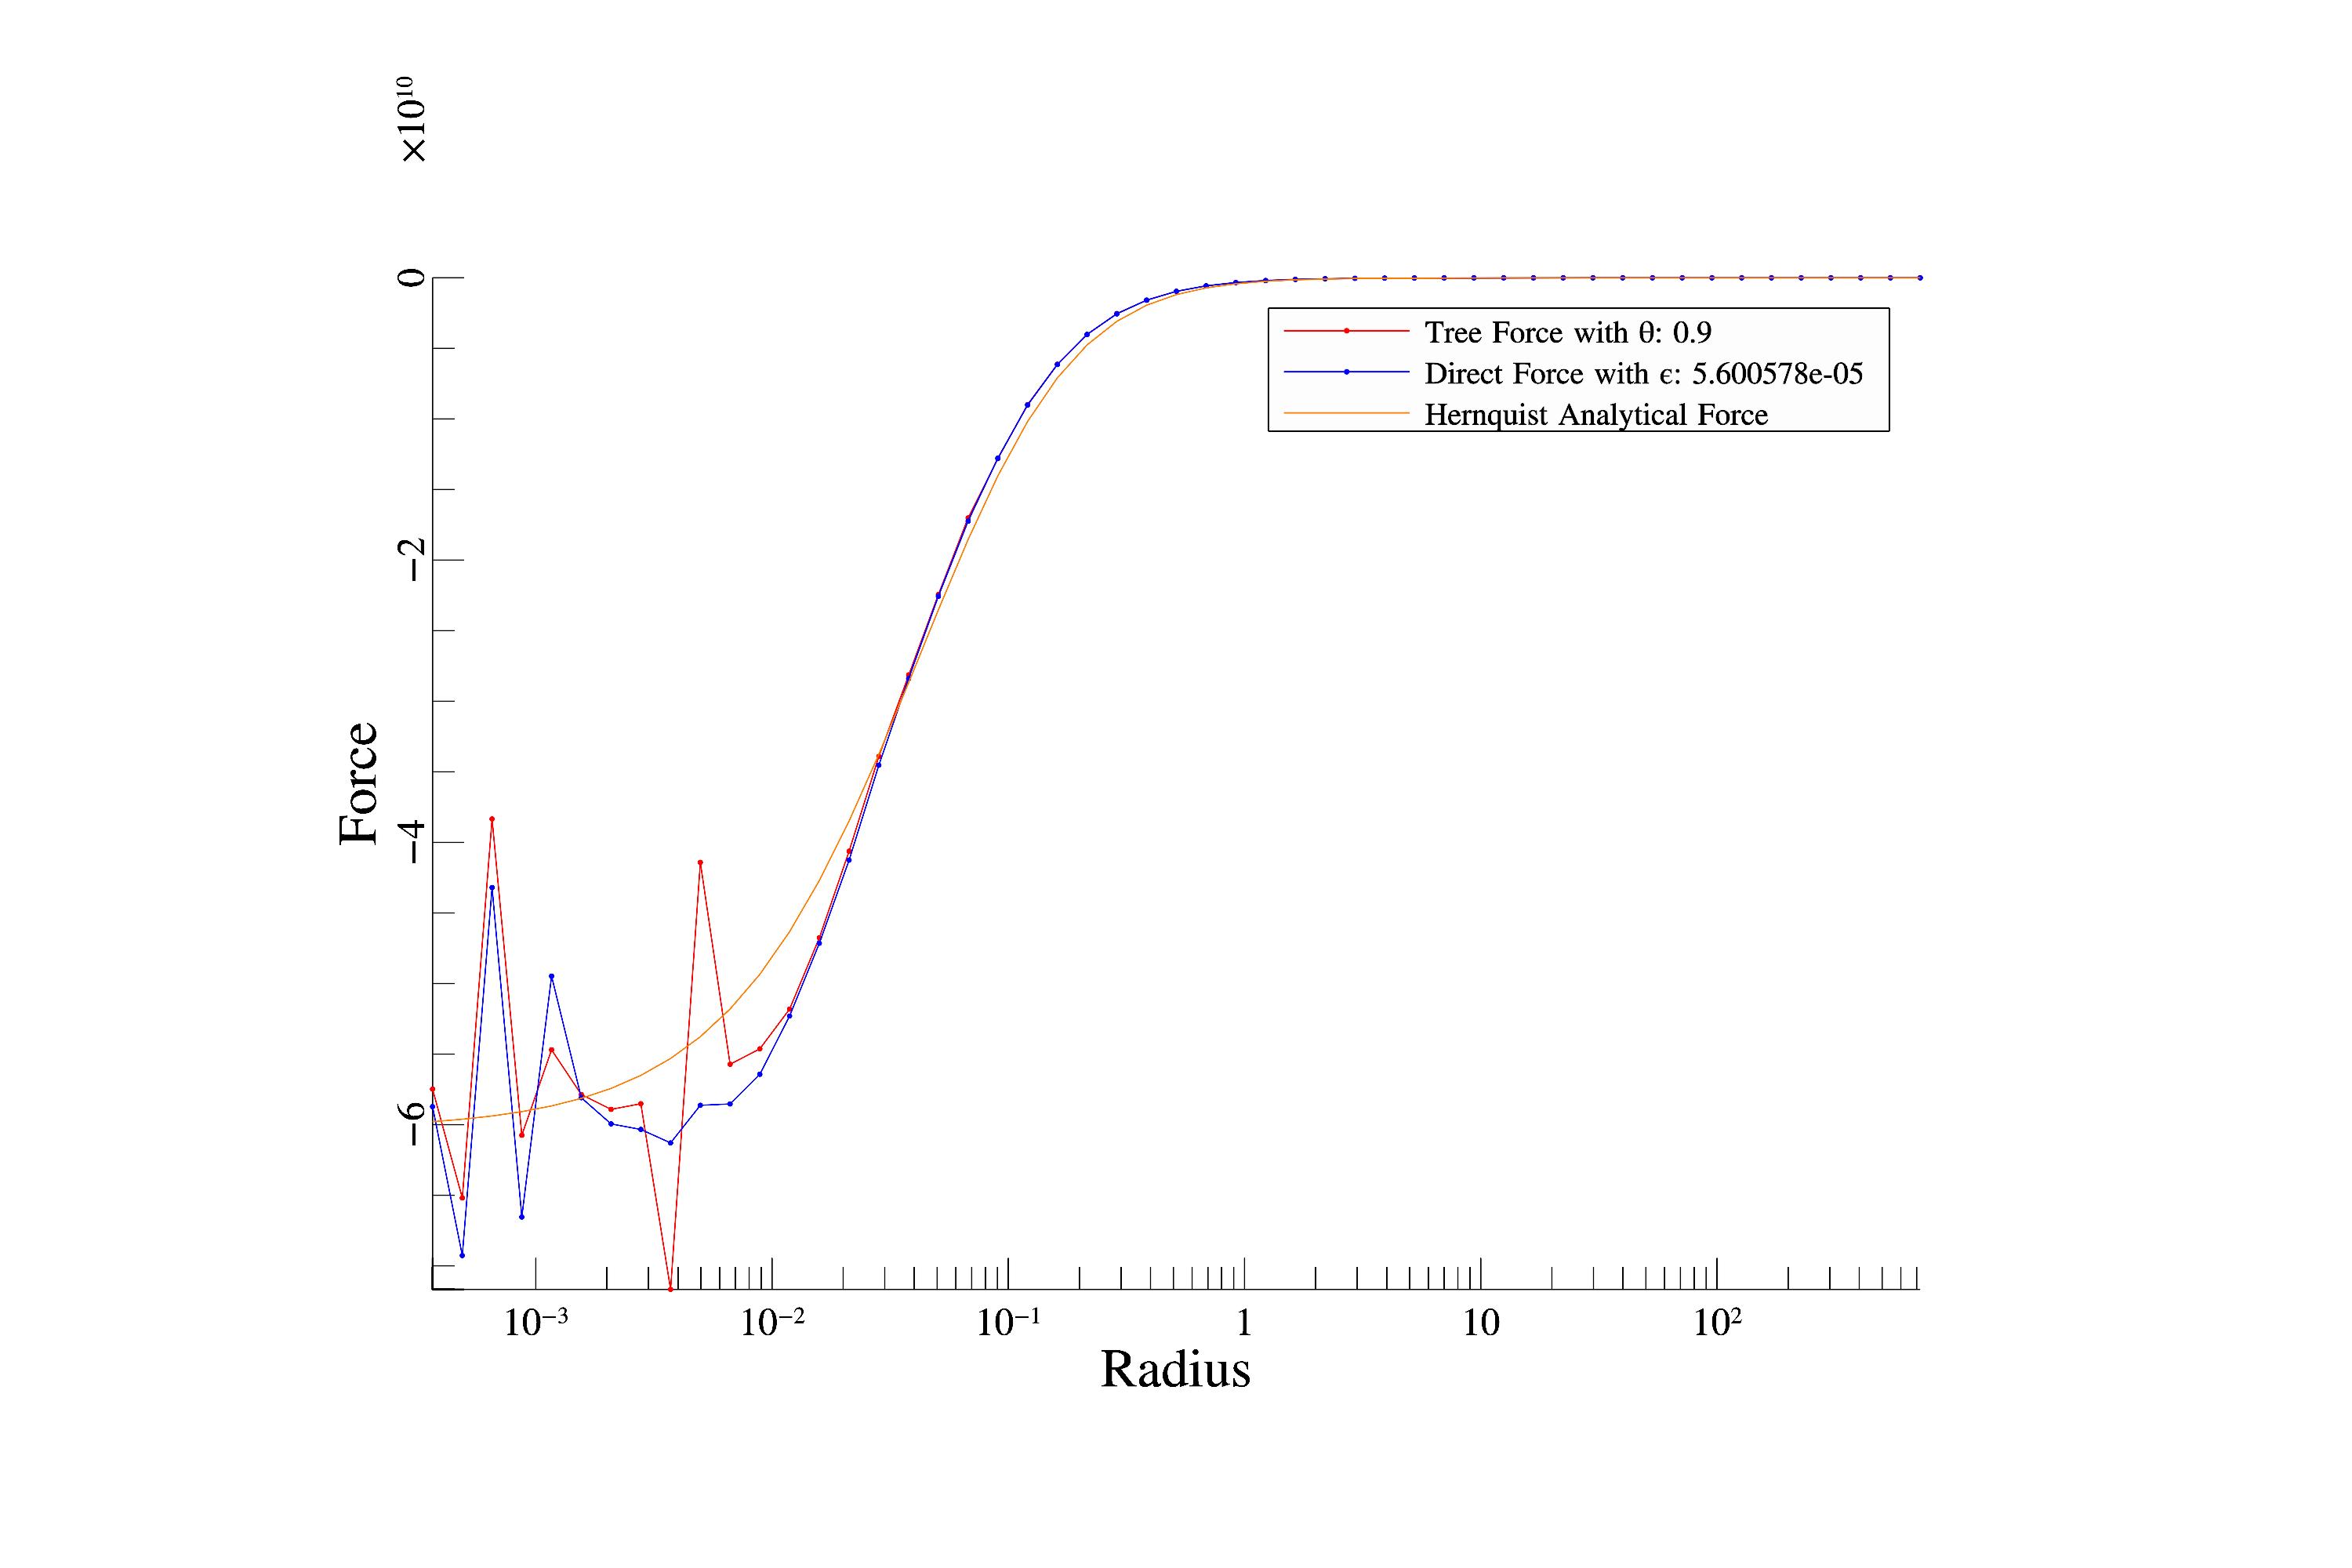 ×10¹⁰
0
−2
−4
−6
Force
Tree Force with θ: 0.9
Direct Force with ϵ: 5.600578e-05
Hernquist Analytical Force
10⁻³ 10⁻² 10⁻¹ 1 10 10²
Radius